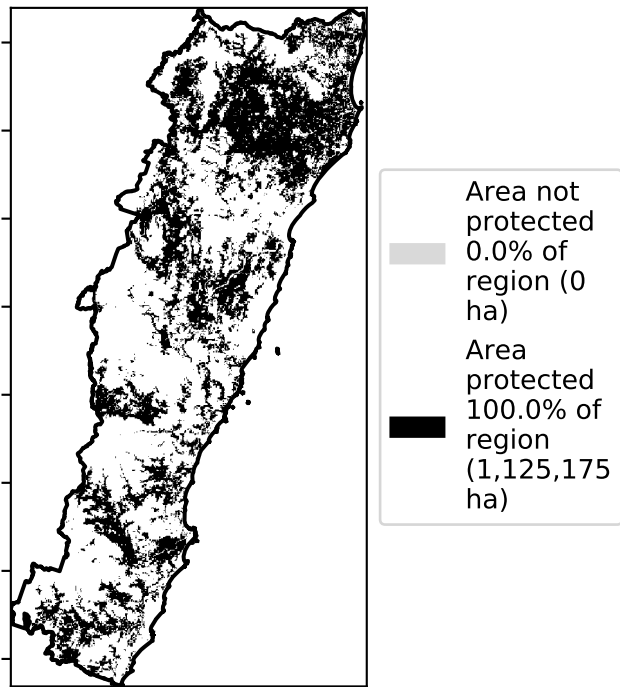 Area not
protected
0.0% of
region (0
ha)
Area
protected
100.0% of
region
(1,125,175
ha)